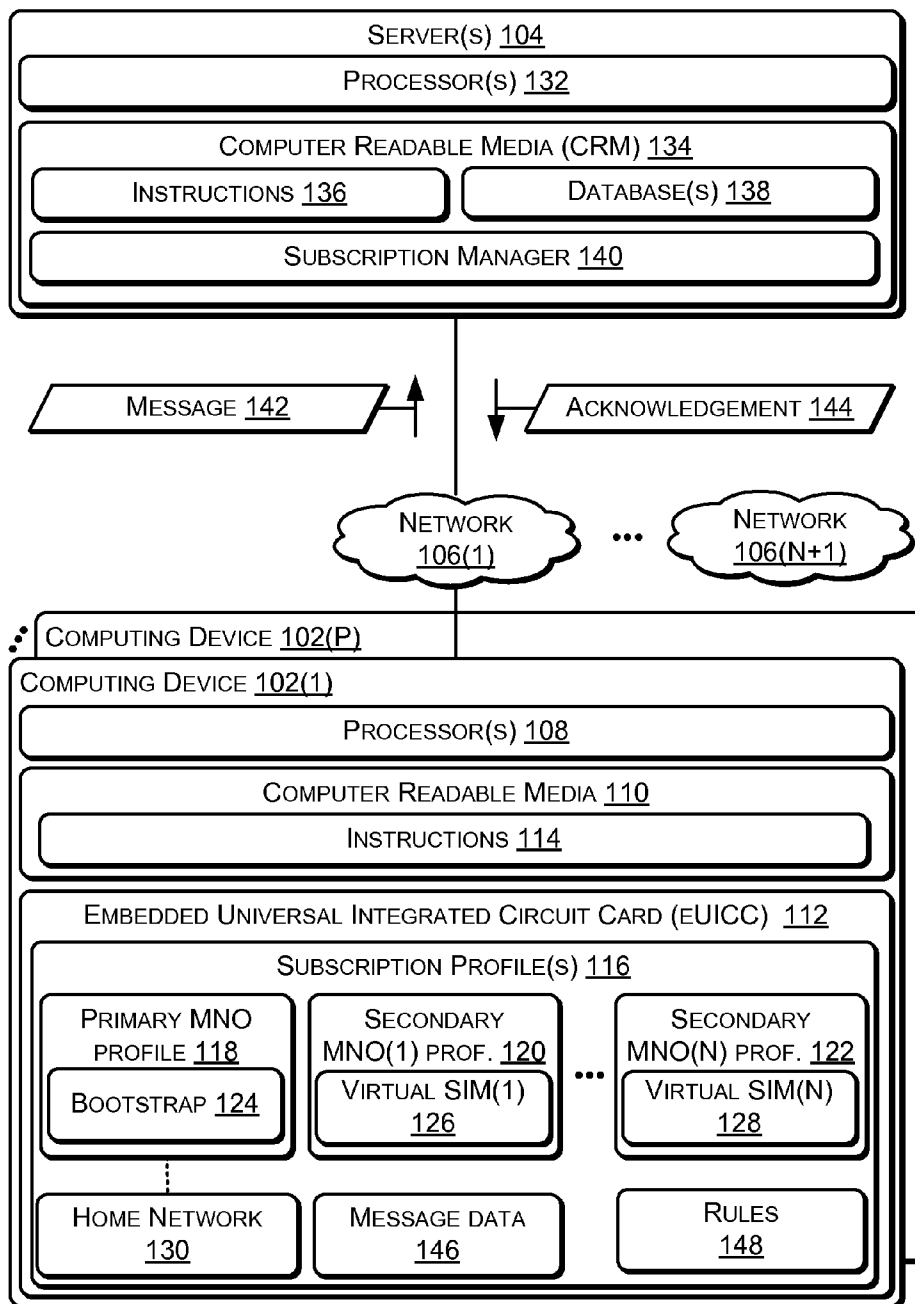 SERVER(S) 104
PROCESSOR(S) 132
COMPUTER READABLE MEDIA (CRM) 134
INSTRUCTIONS 136
DATABASE(S) 138
SUBSCRIPTION MANAGER 140
MESSAGE 142
ACKNOWLEDGEMENT 144
NETWORK
106(1)
...
NETWORK
106(N+1)
COMPUTING DEVICE 102(P)
COMPUTING DEVICE 102(1)
PROCESSOR(S) 108
COMPUTER READABLE MEDIA 110
INSTRUCTIONS 114
EMBEDDED UNIVERSAL INTEGRATED CIRCUIT CARD (EUICC) 112
SUBSCRIPTION PROFILE(S) 116
PRIMARY MNO
PROFILE 118
BOOTSTRAP 124
SECONDARY
MNO(1) PROF. 120
VIRTUAL SIM(1)
126
...
SECONDARY
MNO(N) PROF. 122
VIRTUAL SIM(N)
128
HOME NETWORK
130
MESSAGE DATA
146
RULES
148